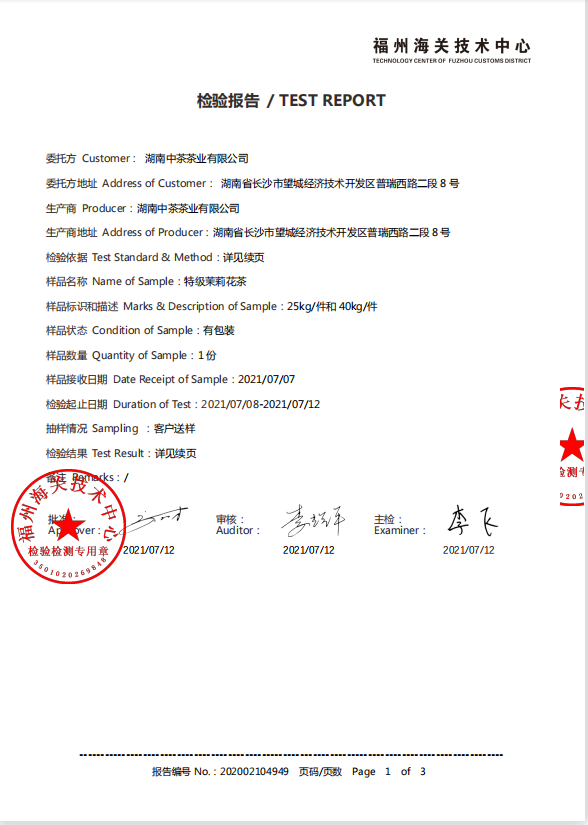 福州海关技术中心
TECHNOLOGY CENTER OF FUZHOU CUSTOMS DISTRICT
检验报告 / TEST REPORT
委托方 Customer： 湖南中茶茶业有限公司
委托方地址 Address of Customer： 湖南省长沙市望城经济技术开发区普瑞西路二段 8 号
生产商 Producer：湖南中茶茶业有限公司
生产商地址 Address of Producer：湖南省长沙市望城经济技术开发区普瑞西路二段 8 号
检验依据 Test Standard & Method：详见续页
样品名称 Name of Sample：特级茉莉花茶
样品标识和描述 Marks & Description of Sample：25kg/件和 40kg/件
样品状态 Condition of Sample：有包装
样品数量 Quantity of Sample：1 份
样品接收日期 Date Receipt of Sample：2021/07/07
检验起止日期 Duration of Test：2021/07/08-2021/07/12
抽样情况 Sampling ：客户送样
检验结果 Test Result：详见续页
备注 Remarks：/
批准： 审核： 主检： 李飞
Approver： Auditor： Examiner：
2021/07/12 2021/07/12 2021/07/12
福州海关技术中心
检验检测专用章
3501020269848
关技
检测专
报告编号 No.：202002104949 页码/页数 Page 1 of 3